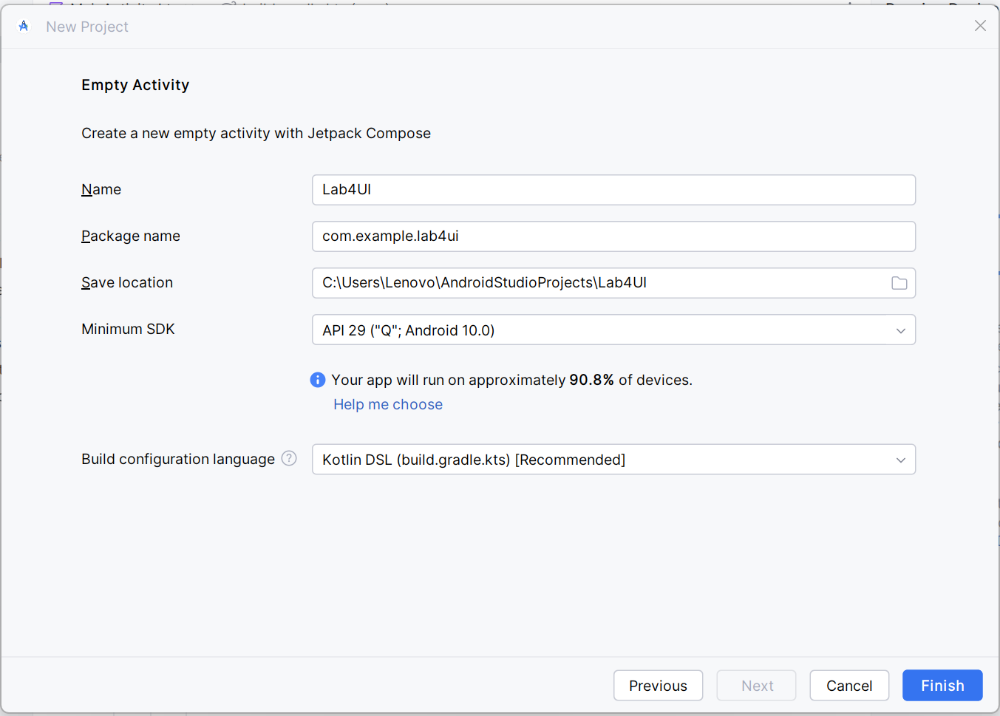 New Project
Empty Activity
Create a new empty activity with Jetpack Compose
Name
Lab4UI
Package name
com.example.lab4ui
Save location
C:\Users\Lenovo\AndroidStudioProjects\Lab4UI
Minimum SDK
API 29 ("Q"; Android 10.0)
Your app will run on approximately 90.8% of devices.
Help me choose
Build configuration language ?
Kotlin DSL (build.gradle.kts) [Recommended]
Previous
Next
Cancel
Finish